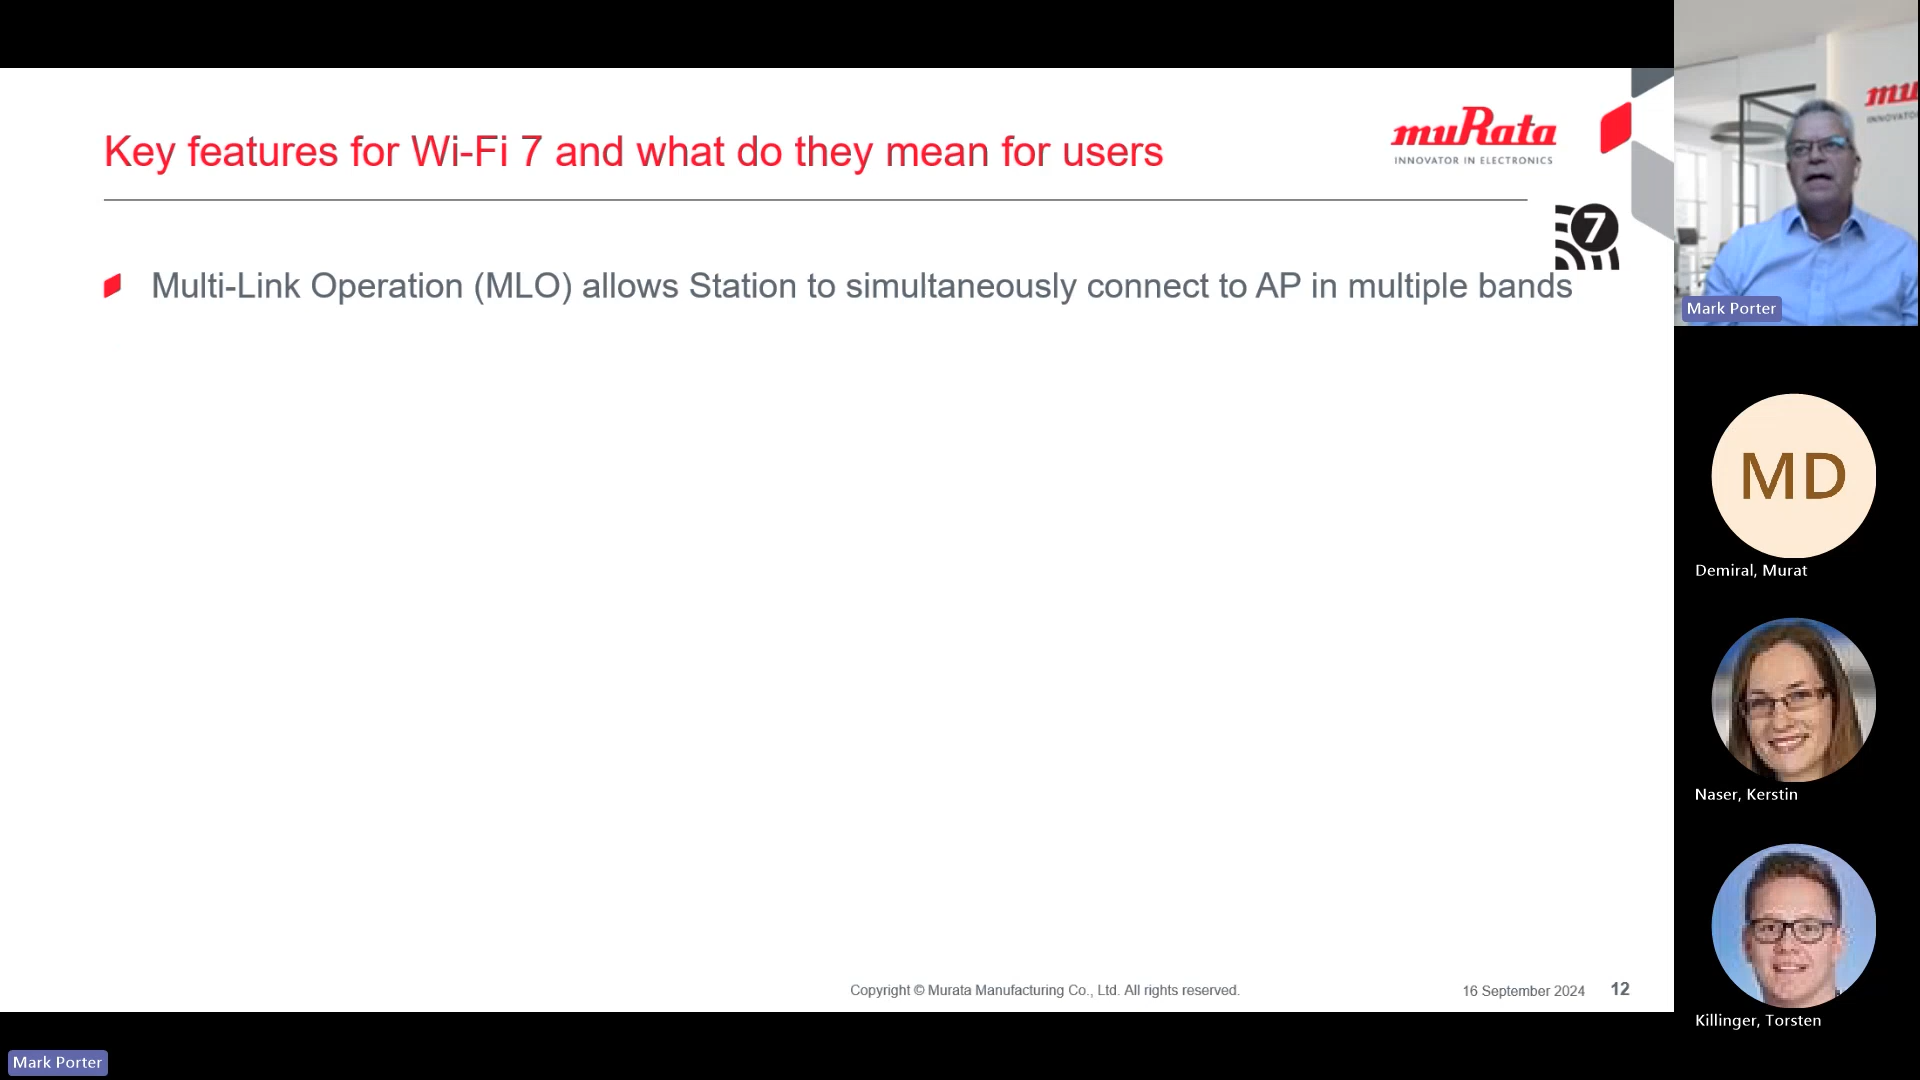 Key features for Wi-Fi 7 and what do they mean for users
muRata
INNOVATOR IN ELECTRONICS
7
Multi-Link Operation (MLO) allows Station to simultaneously connect to AP in multiple bands
Copyright © Murata Manufacturing Co., Ltd. All rights reserved.
16 September 2024
12
Mark Porter
mu
INNOVATO
Mark Porter
MD
Demiral, Murat
Naser, Kerstin
Killinger, Torsten